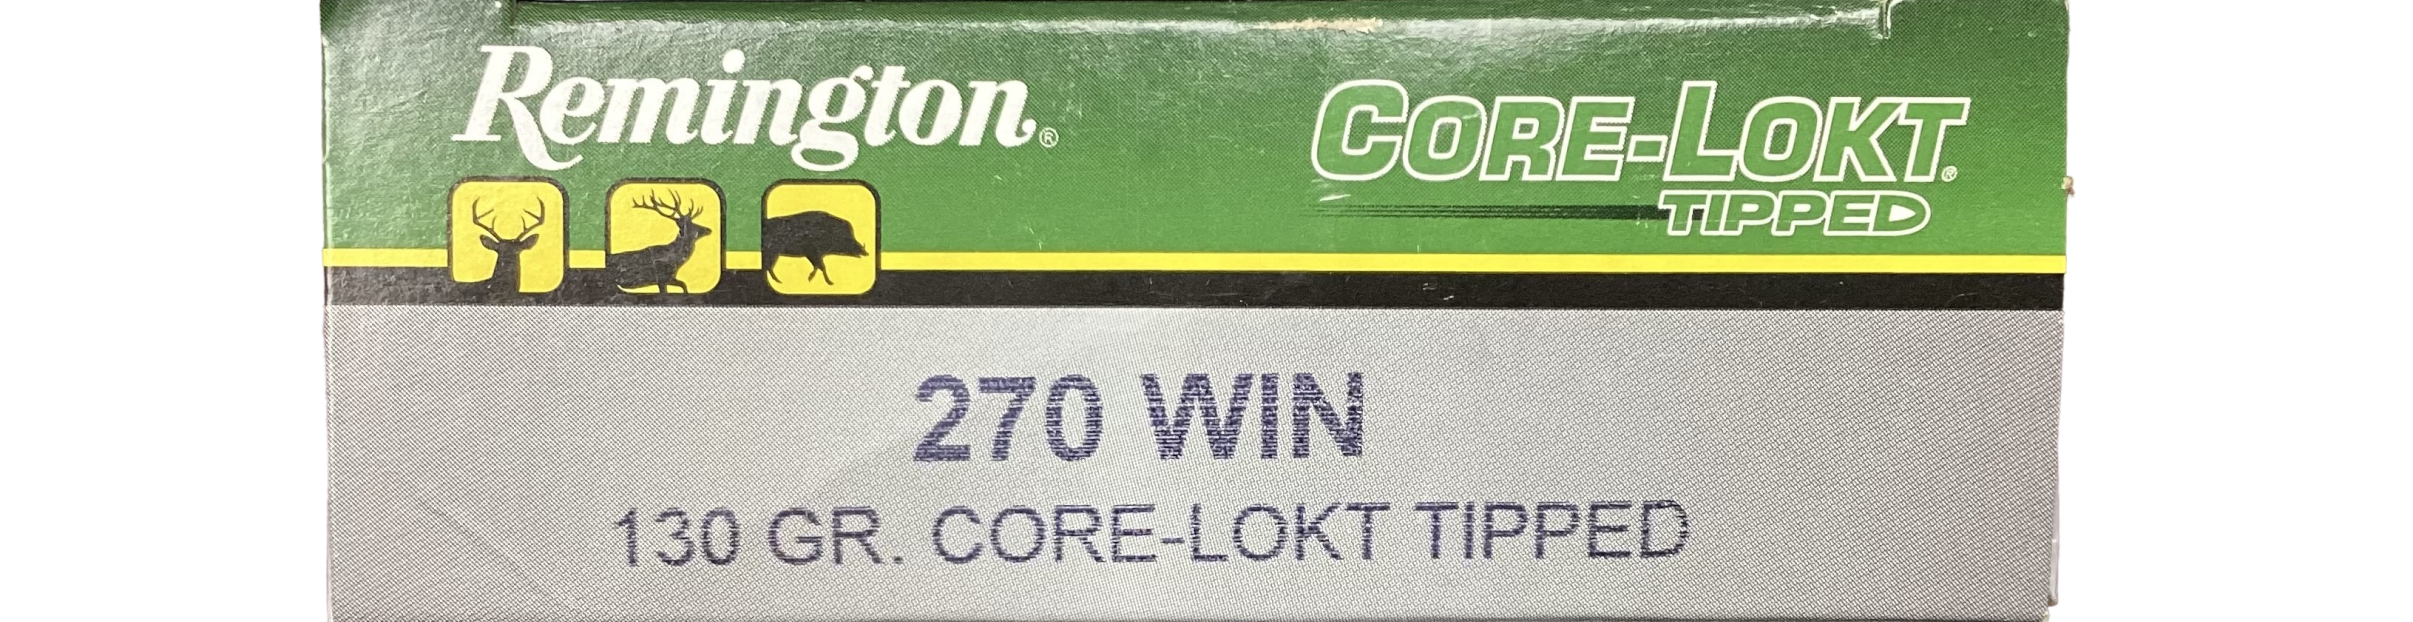 Remington®
CORE-LOKT®
TIPPED
270 WIN
130 GR. CORE-LOKT TIPPED